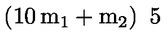 (10 m₁ + m₂) 5